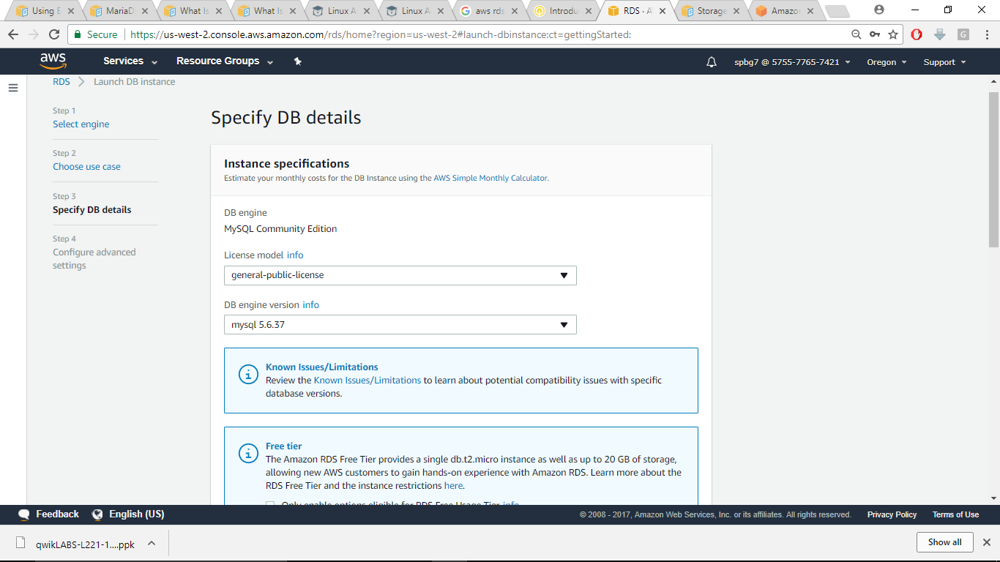 Using E
MariaD
What Is
What Is
Linux A
Linux A
aws rds
Introdu
RDS · A
Storage
Amazon
Secure
https://us-west-2.console.aws.amazon.com/rds/home?region=us-west-2#launch-dbinstance:ct=gettingStarted:
aws
Services
Resource Groups
spbg7 @ 5755-7765-7421
Oregon
Support
RDS
Launch DB instance
Step 1
Select engine
Step 2
Choose use case
Step 3
Specify DB details
Step 4
Configure advanced
settings
Specify DB details
Instance specifications
Estimate your monthly costs for the DB Instance using the AWS Simple Monthly Calculator.
DB engine
MySQL Community Edition
License model info
general-public-license
DB engine version info
mysql 5.6.37
Known Issues/Limitations
Review the Known Issues/Limitations to learn about potential compatibility issues with specific
database versions.
Free tier
The Amazon RDS Free Tier provides a single db.t2.micro instance as well as up to 20 GB of storage,
allowing new AWS customers to gain hands-on experience with Amazon RDS. Learn more about the
RDS Free Tier and the instance restrictions here.
Only enable options eligible for RDS Free Usage Tier info
Feedback
English (US)
© 2008 - 2017, Amazon Web Services, Inc. or its affiliates. All rights reserved.
Privacy Policy
Terms of Use
qwikLABS-L221-1....ppk
Show all